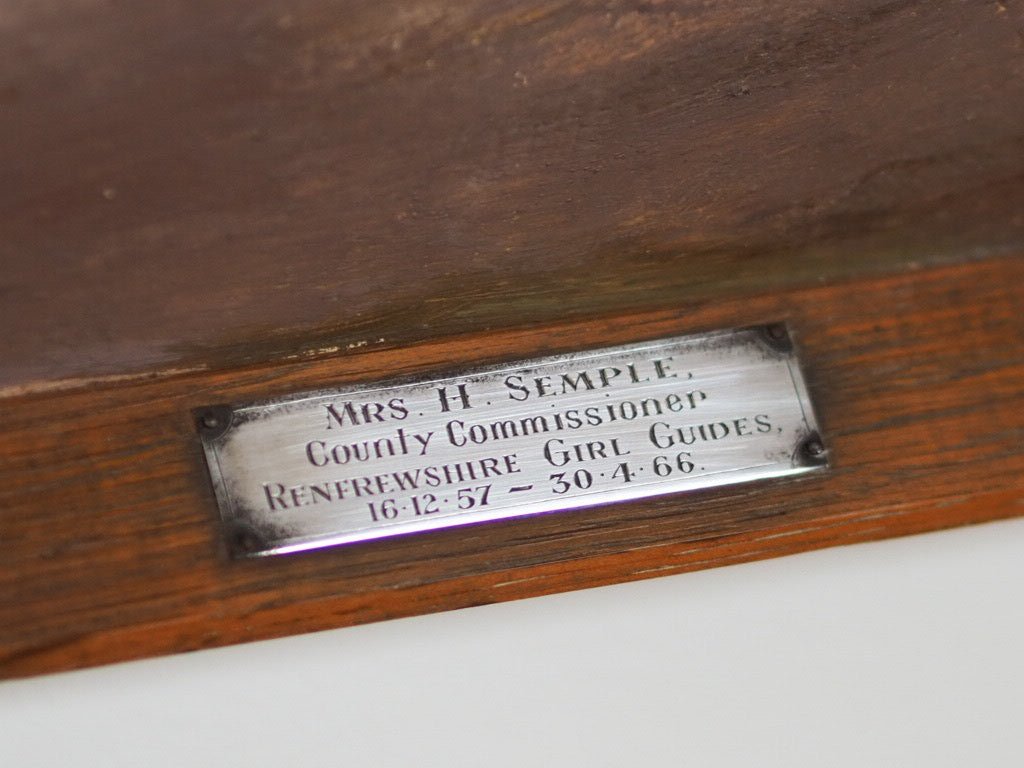 MRS. H. SEMPLE,
County Commissioner
RENFREWSHIRE GIRL GUIDES,
16·12·57 – 30·4·66.